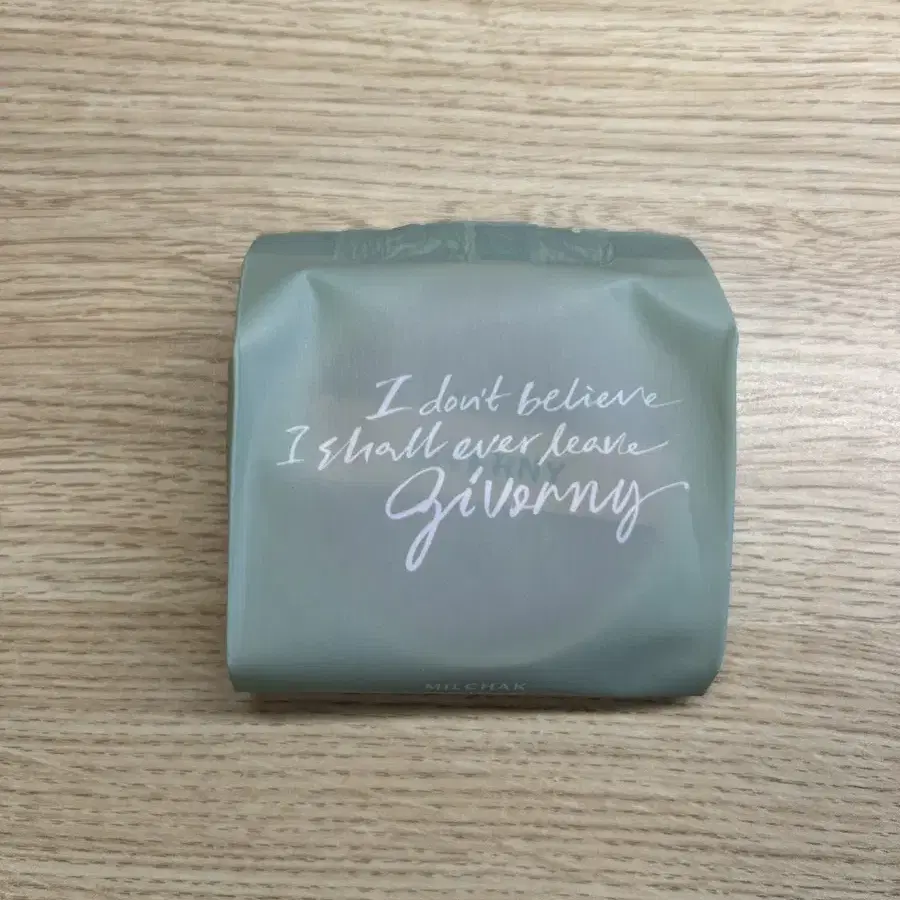 I don't believe
I shall ever leave
Giverny
MILCHAK